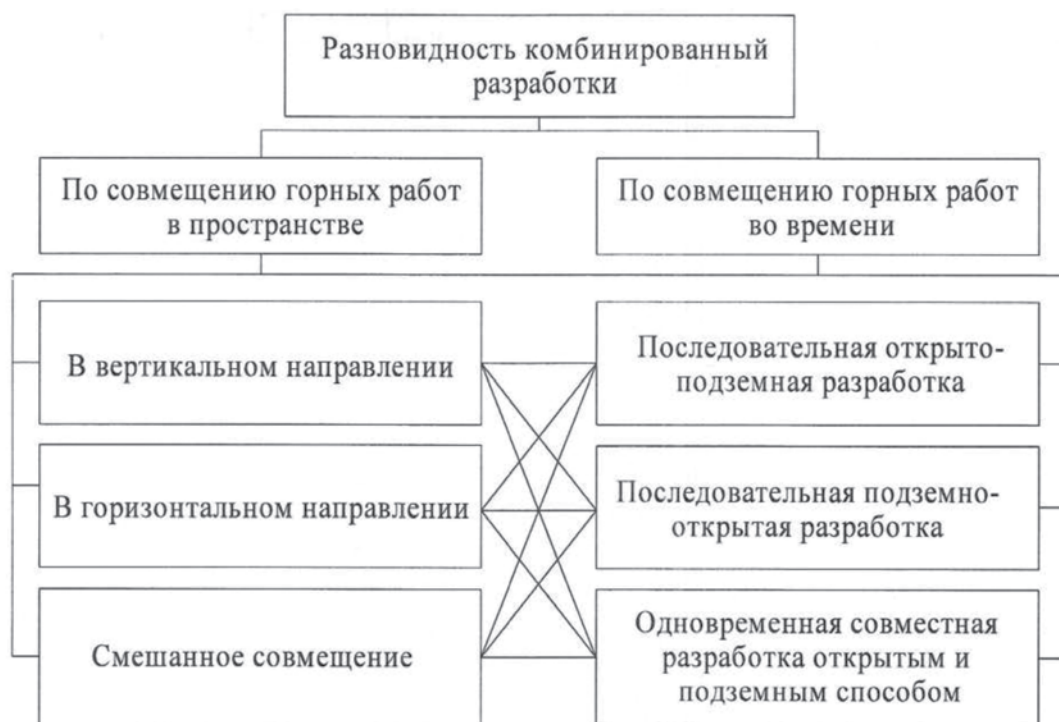 Разновидность комбинированный
разработки
По совмещению горных работ
в пространстве
По совмещению горных работ
во времени
В вертикальном направлении
Последовательная открыто-
подземная разработка
В горизонтальном направлении
Последовательная подземно-
открытая разработка
Смешанное совмещение
Одновременная совместная
разработка открытым и
подземным способом